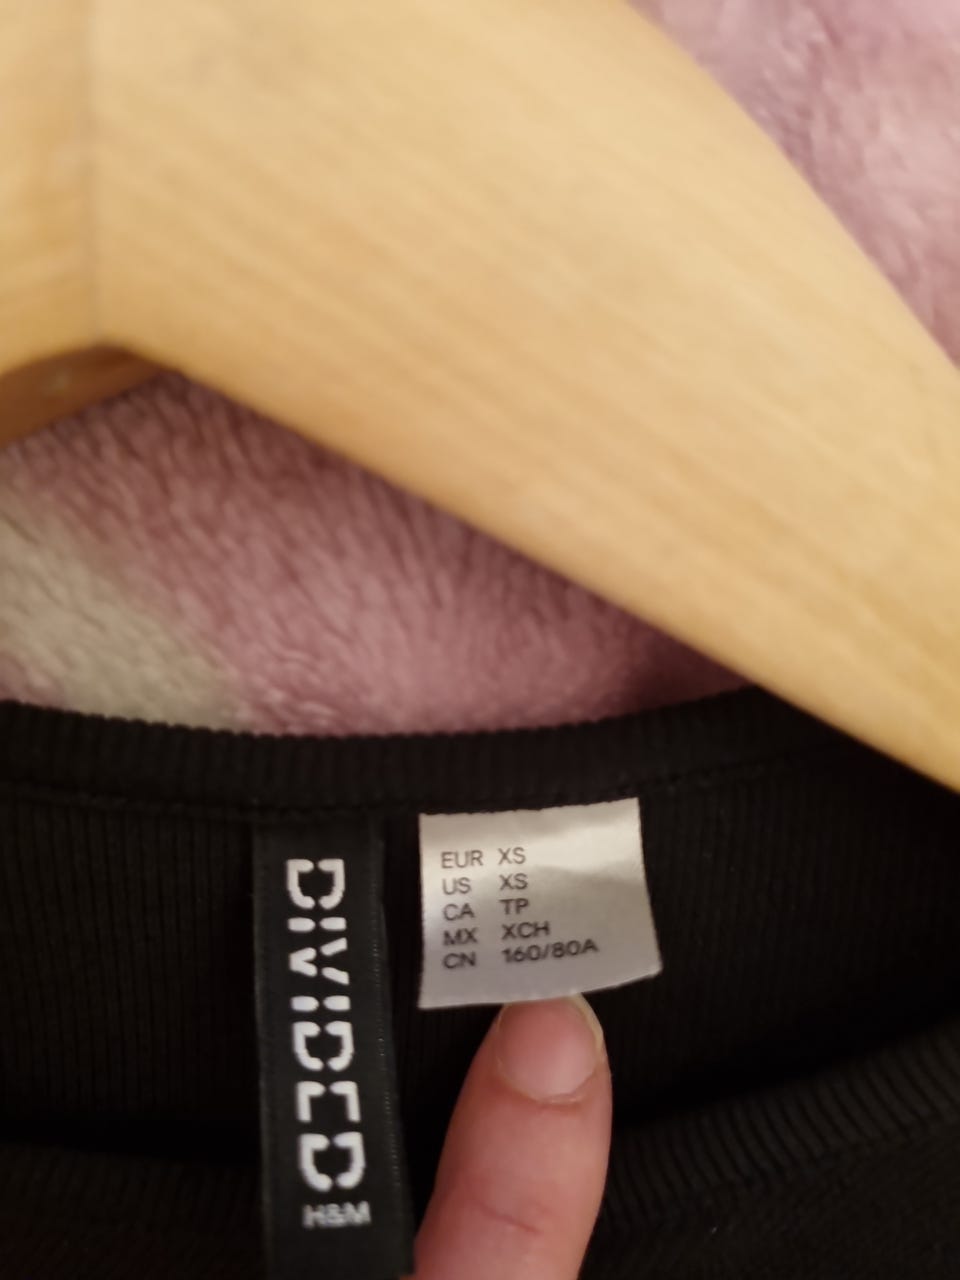 DIVIDED
H&M
EUR XS
US XS
CA TP
MX XCH
CN 160/80A